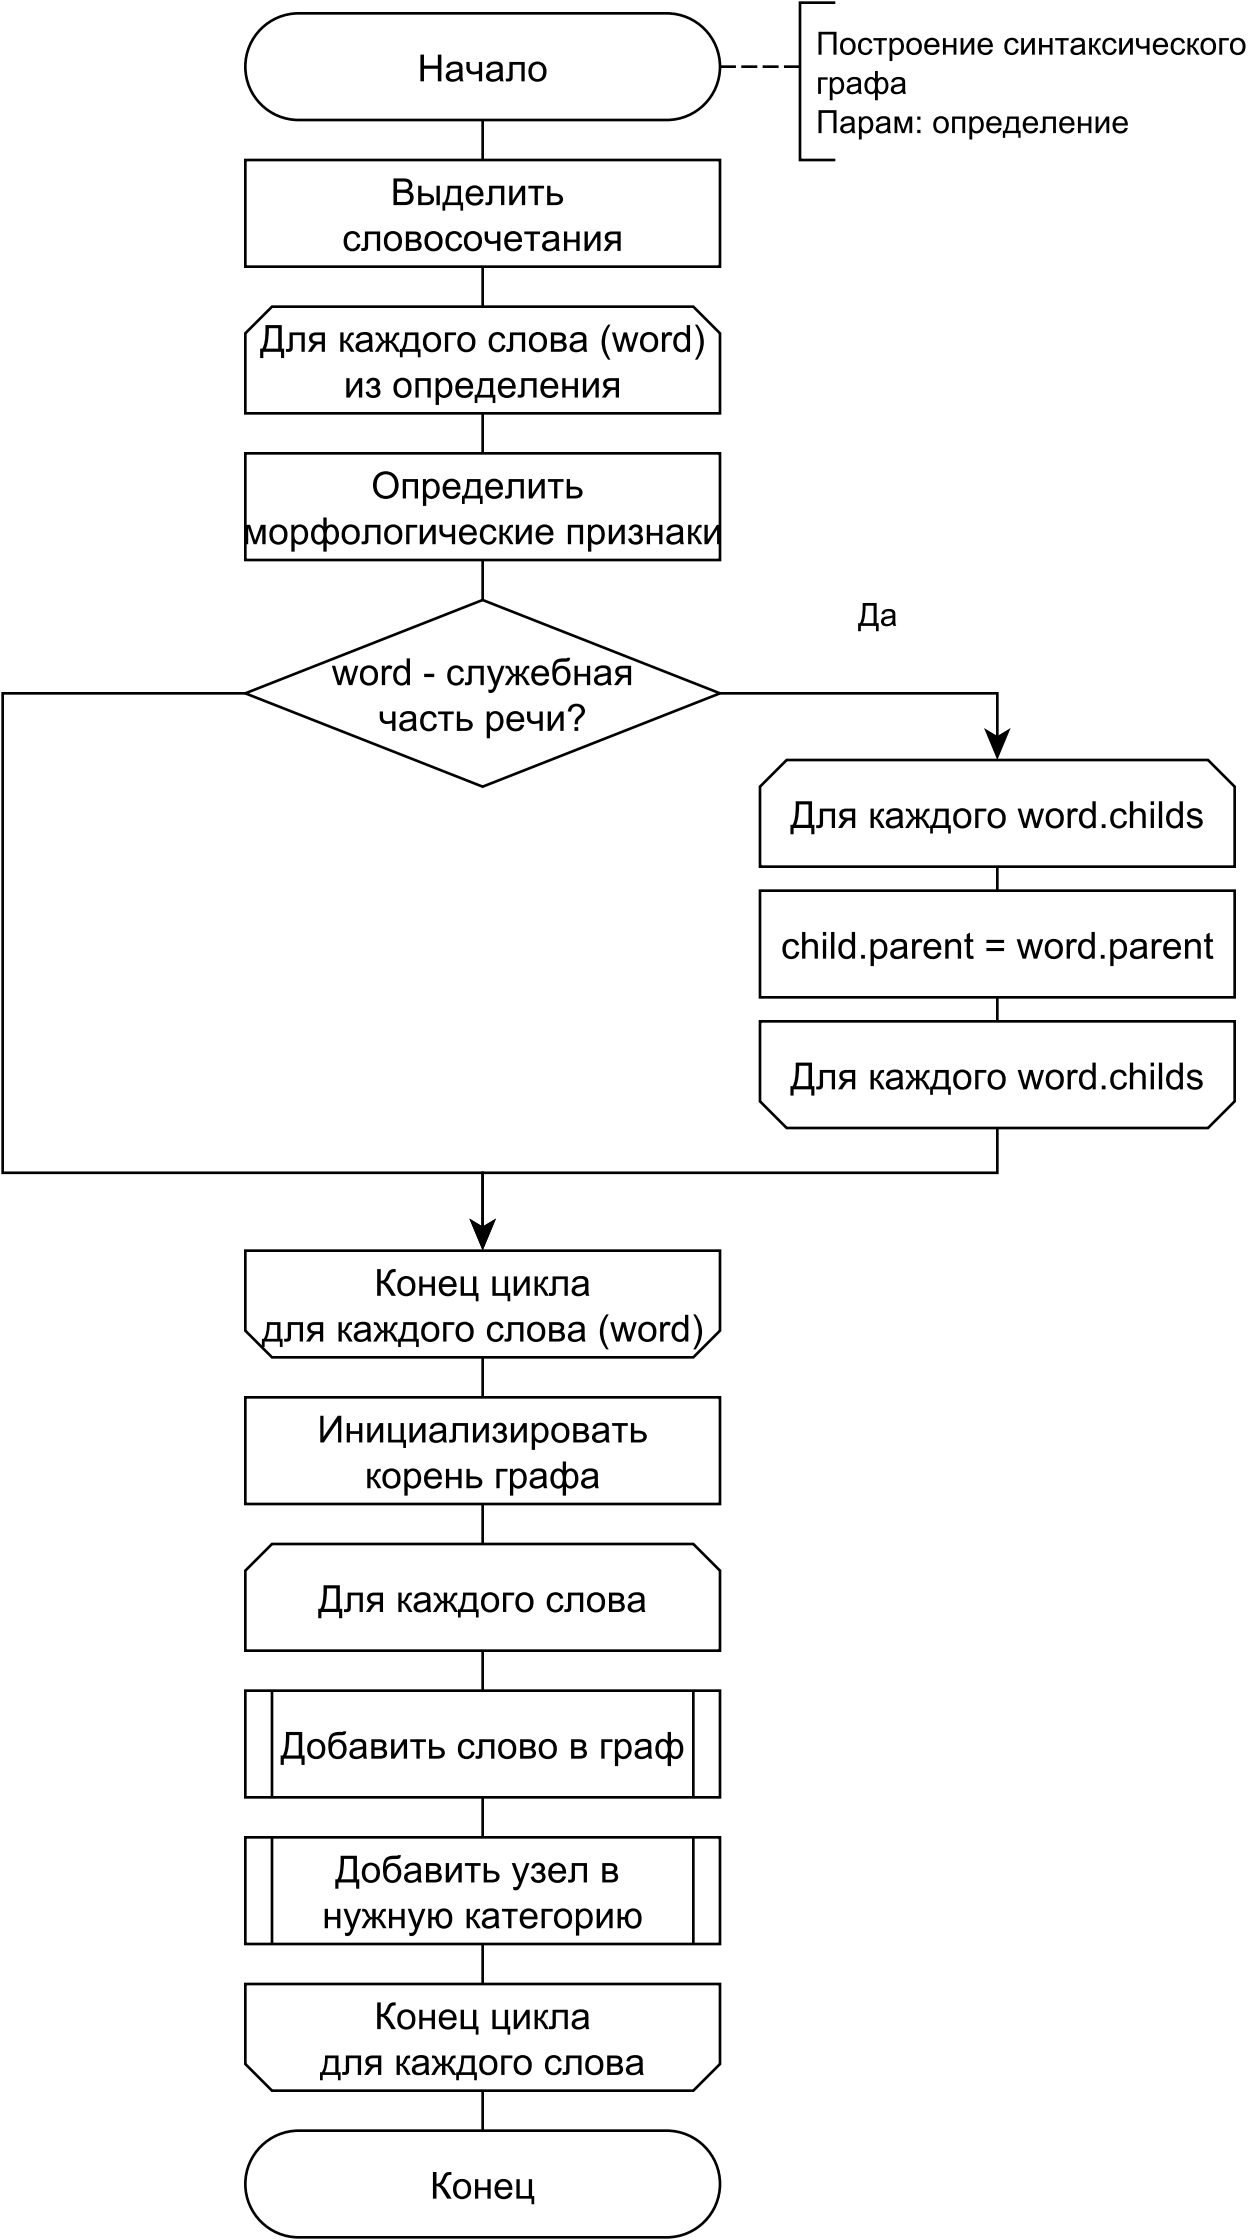 Начало
Построение синтаксического
графа
Парам: определение
Выделить
словосочетания
Для каждого слова (word)
из определения
Определить
морфологические признаки
Да
word - служебная
часть речи?
Для каждого word.childs
child.parent = word.parent
Для каждого word.childs
Конец цикла
для каждого слова (word)
Инициализировать
корень графа
Для каждого слова
Добавить слово в граф
Добавить узел в
нужную категорию
Конец цикла
для каждого слова
Конец